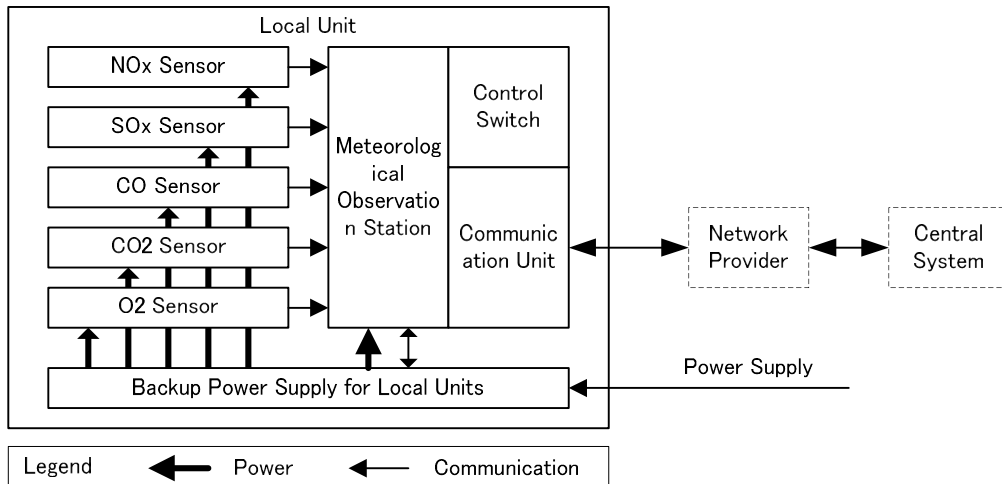 Local Unit
NOx Sensor
SOx Sensor
CO Sensor
CO2 Sensor
O2 Sensor
Meteorolog
ical
Observatio
n Station
Control
Switch
Communic
ation Unit
Network
Provider
Central
System
Backup Power Supply for Local Units
Power Supply
Legend
Power
Communication